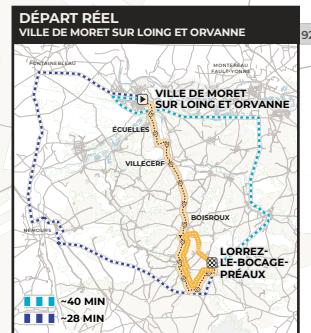 DÉPART RÉEL
VILLE DE MORET SUR LOING ET ORVANNE
92
FONTAINEBLEAU
MONTEREAU
FAULT-YONNE
VILLE DE MORET
SUR LOING ET ORVANNE
ÉCUELLES
VILLECERF
BOISROUX
NEMOURS
LORREZ-
LE-BOCAGE-
PRÉAUX
~40 MIN
~28 MIN